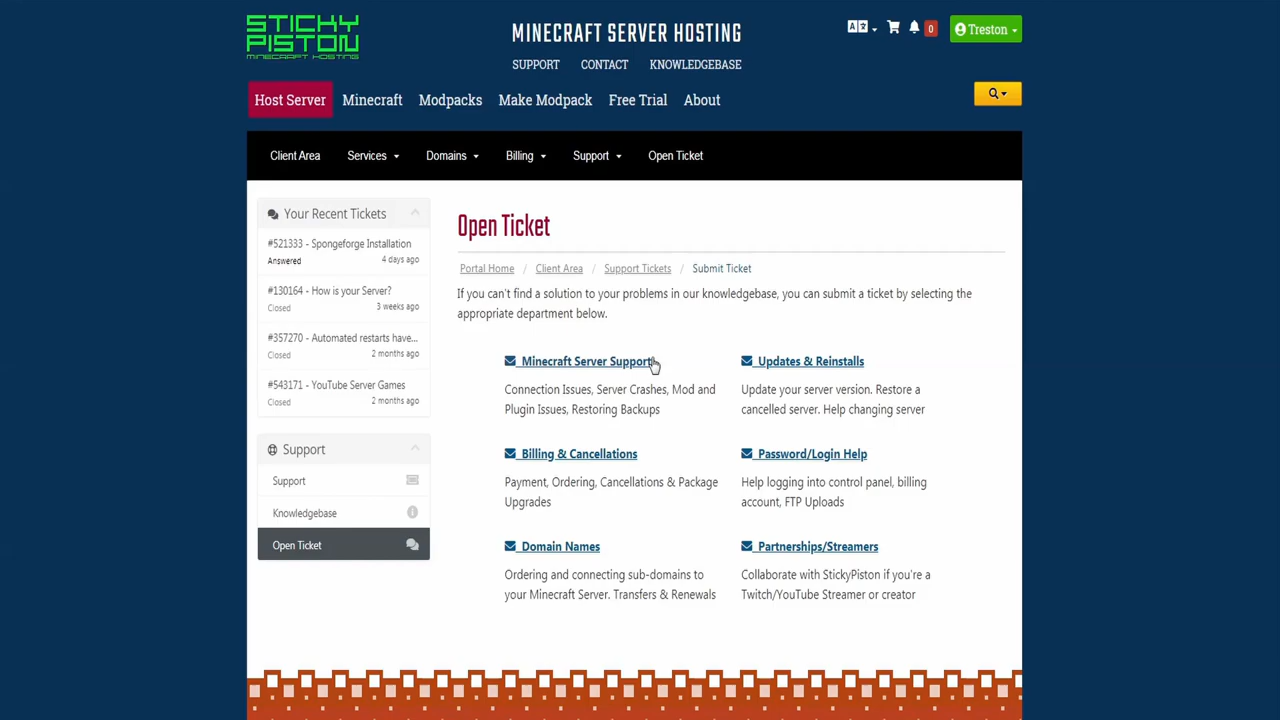 STICKY
PISTON
MINECRAFT HOSTING
MINECRAFT SERVER HOSTING
SUPPORT CONTACT KNOWLEDGEBASE
0
Treston
Host Server Minecraft Modpacks Make Modpack Free Trial About
Client Area Services Domains Billing Support Open Ticket
Your Recent Tickets
#521333 - Spongeforge Installation
Answered 4 days ago
#130164 - How is your Server?
Closed 3 weeks ago
#357270 - Automated restarts have...
Closed 2 months ago
#543171 - YouTube Server Games
Closed 2 months ago
Support
Support
Knowledgebase
Open Ticket
Open Ticket
Portal Home / Client Area / Support Tickets / Submit Ticket
If you can't find a solution to your problems in our knowledgebase, you can submit a ticket by selecting the
appropriate department below.
Minecraft Server Support
Connection Issues, Server Crashes, Mod and
Plugin Issues, Restoring Backups
Updates & Reinstalls
Update your server version. Restore a
cancelled server. Help changing server
Billing & Cancellations
Payment, Ordering, Cancellations & Package
Upgrades
Password/Login Help
Help logging into control panel, billing
account, FTP Uploads
Domain Names
Ordering and connecting sub-domains to
your Minecraft Server. Transfers & Renewals
Partnerships/Streamers
Collaborate with StickyPiston if you're a
Twitch/YouTube Streamer or creator